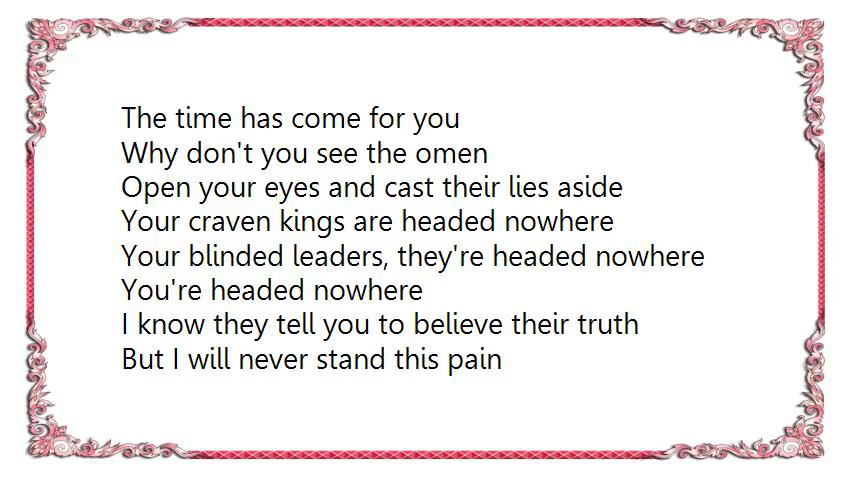 The time has come for you
Why don't you see the omen
Open your eyes and cast their lies aside
Your craven kings are headed nowhere
Your blinded leaders, they're headed nowhere
You're headed nowhere
I know they tell you to believe their truth
But I will never stand this pain